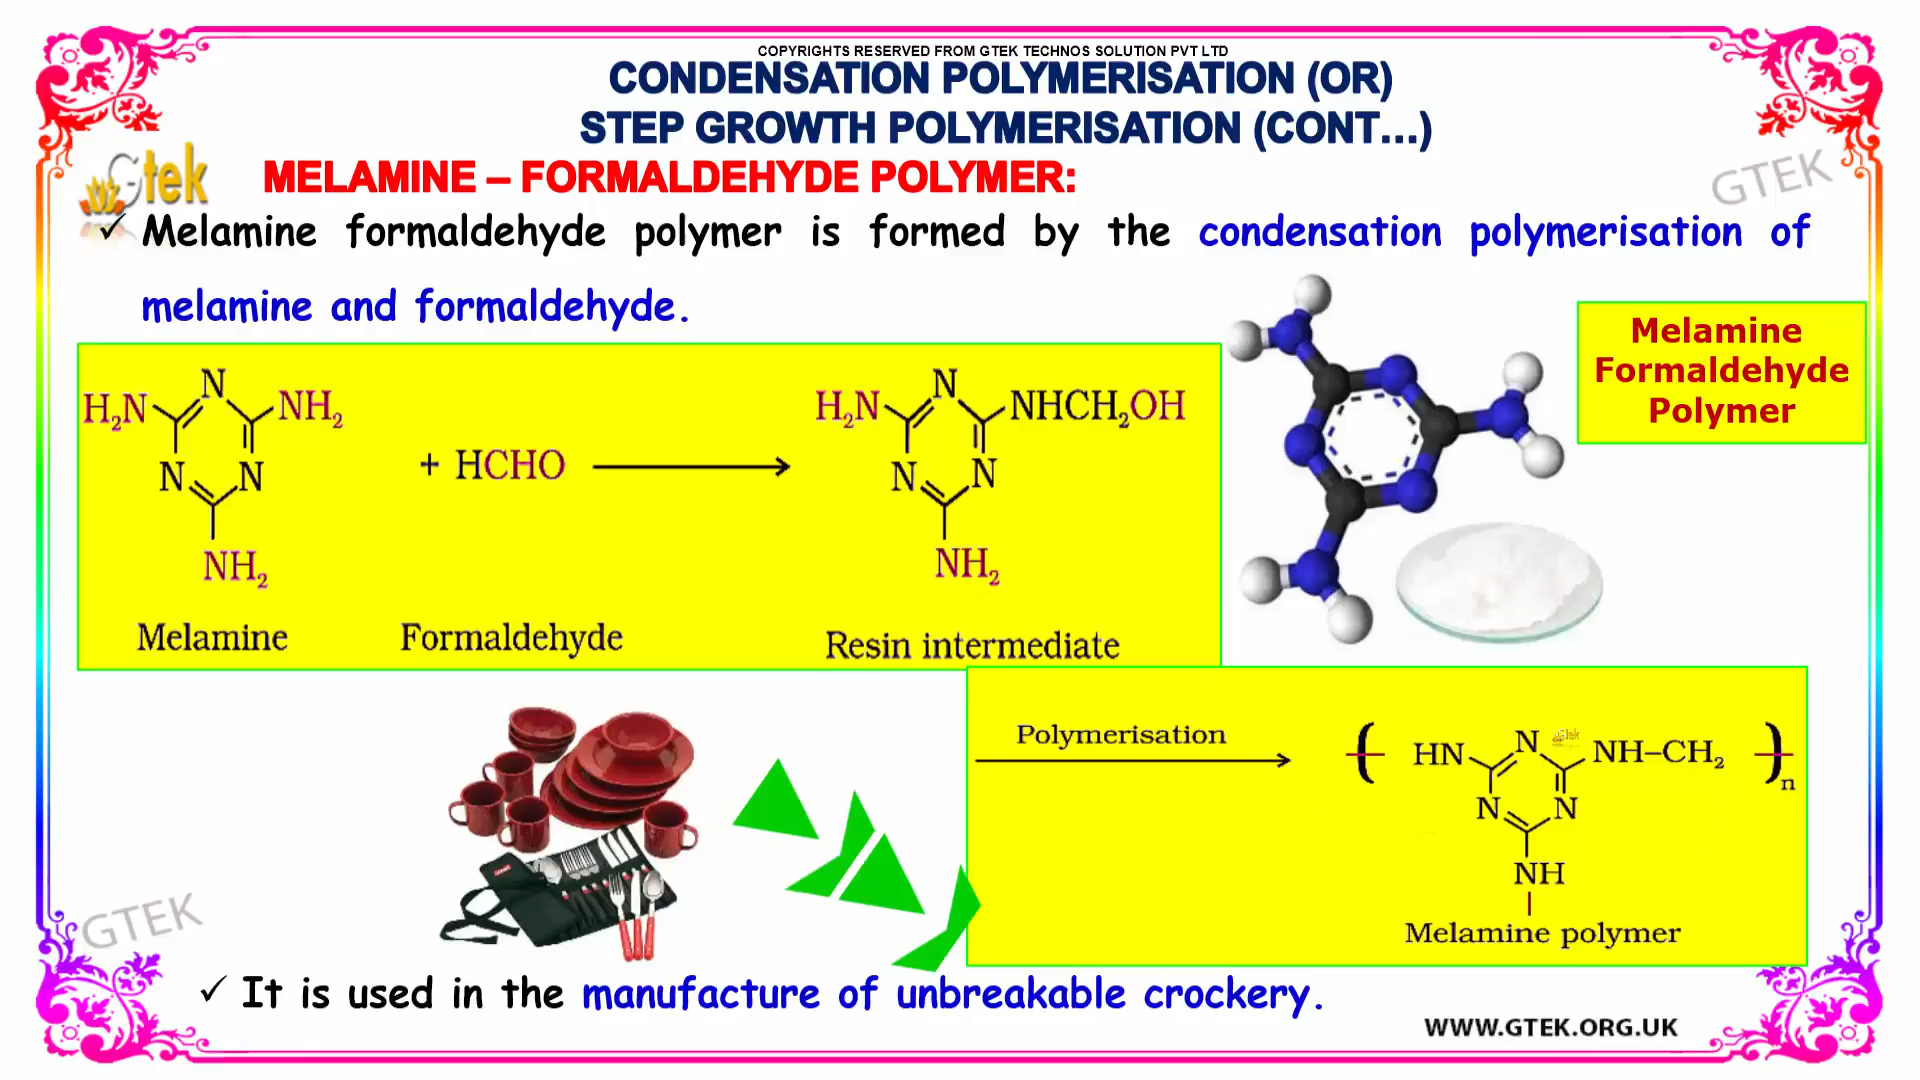 COPYRIGHTS RESERVED FROM GTEK TECHNOS SOLUTION PVT LTD
CONDENSATION POLYMERISATION (OR)
STEP GROWTH POLYMERISATION (CONT...)
Gtek
MELAMINE – FORMALDEHYDE POLYMER:
GTEK
✓ Melamine formaldehyde polymer is formed by the condensation polymerisation of
melamine and formaldehyde.
Melamine
Formaldehyde
Polymer
H₂N N NH₂
N N
NH₂
+ HCHO
H₂N N NHCH₂OH
N N
NH₂
Melamine Formaldehyde Resin intermediate
Polymerisation
( HN N NH–CH₂ )n
N N
NH
Melamine polymer
GTEK
✓ It is used in the manufacture of unbreakable crockery.
WWW.GTEK.ORG.UK